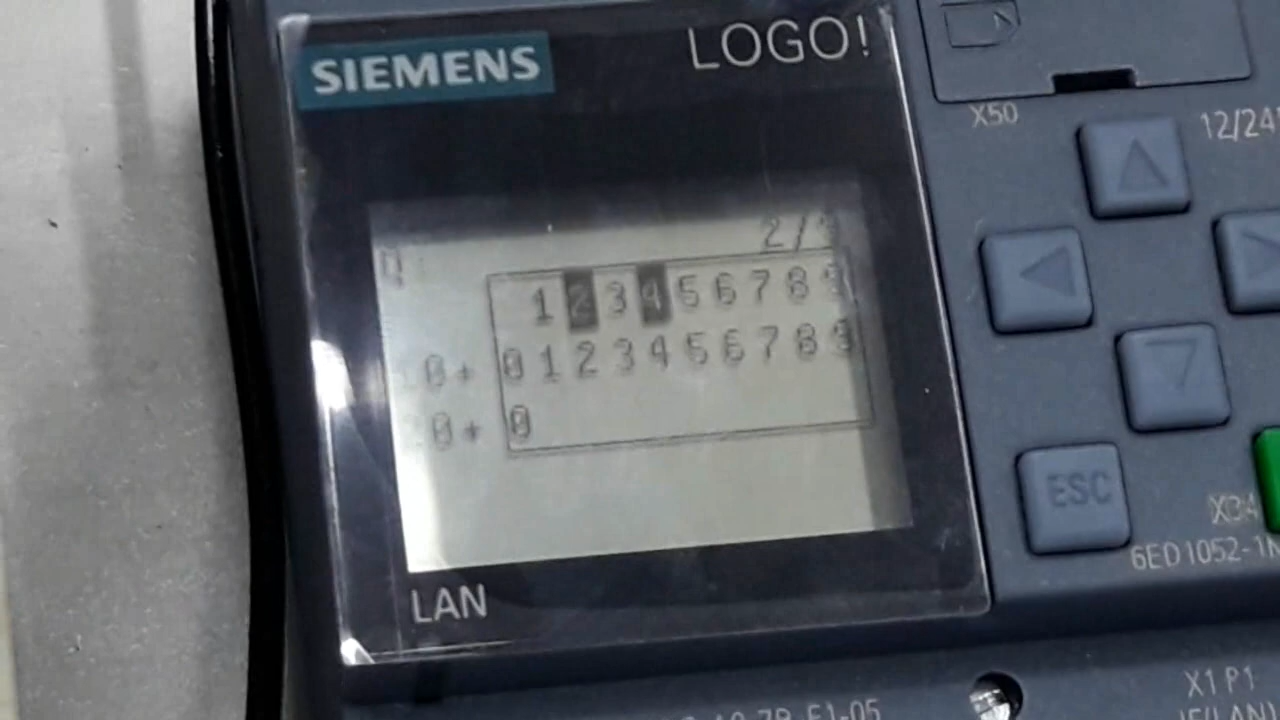 SIEMENS
LOGO!
X50
12/24
2/
Q:
1 2 3 4 5 6 7 8 9
0+ 0 1 2 3 4 5 6 7 8 9
0+ 0
ESC
X34
6ED1052-1
LAN
X1 P1